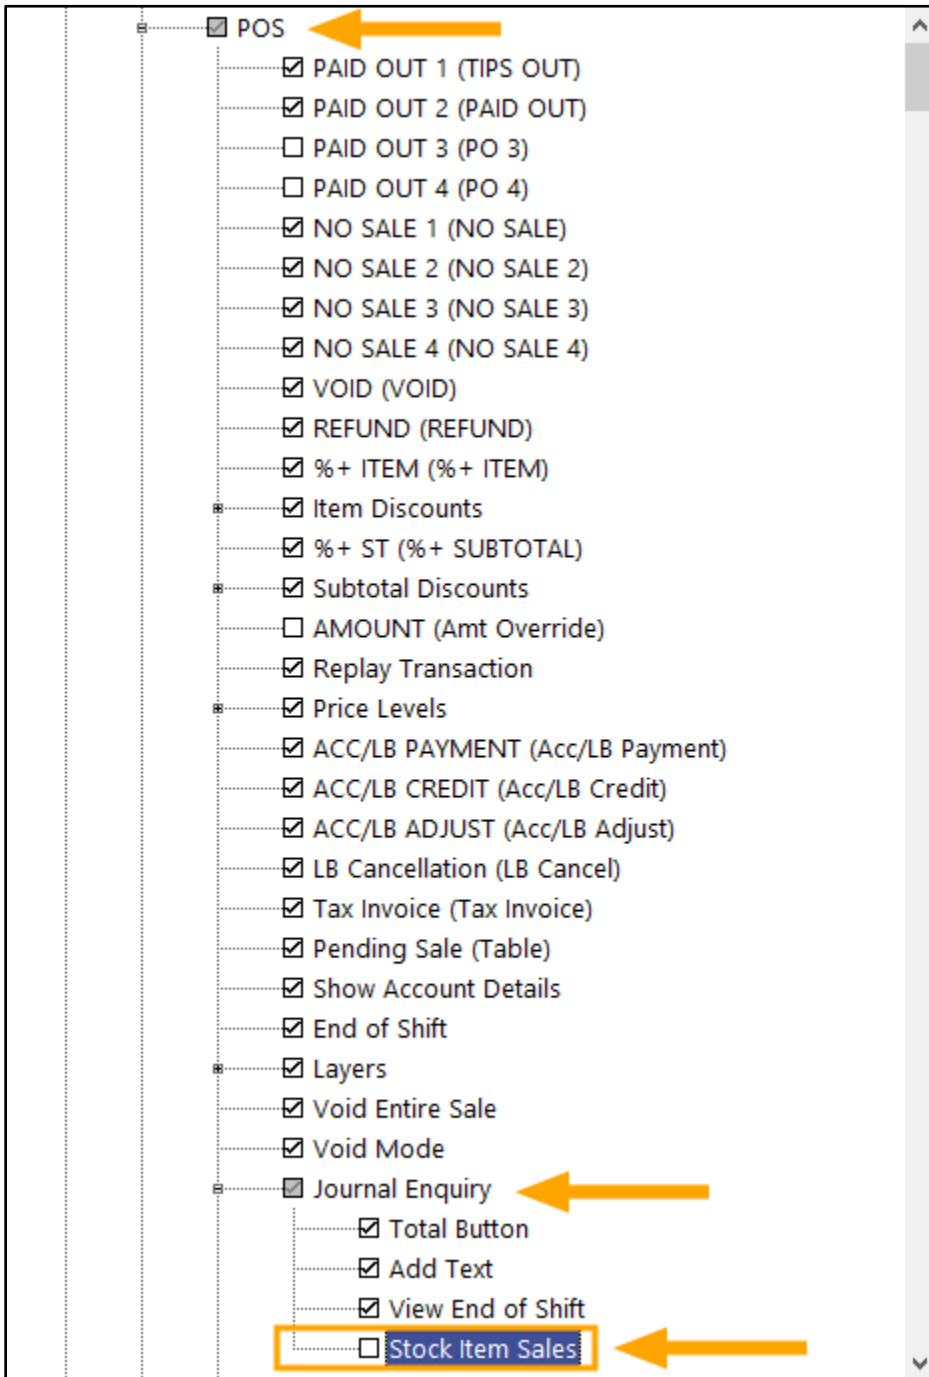 POS
PAID OUT 1 (TIPS OUT)
PAID OUT 2 (PAID OUT)
PAID OUT 3 (PO 3)
PAID OUT 4 (PO 4)
NO SALE 1 (NO SALE)
NO SALE 2 (NO SALE 2)
NO SALE 3 (NO SALE 3)
NO SALE 4 (NO SALE 4)
VOID (VOID)
REFUND (REFUND)
%+ ITEM (%+ ITEM)
Item Discounts
%+ ST (%+ SUBTOTAL)
Subtotal Discounts
AMOUNT (Amt Override)
Replay Transaction
Price Levels
ACC/LB PAYMENT (Acc/LB Payment)
ACC/LB CREDIT (Acc/LB Credit)
ACC/LB ADJUST (Acc/LB Adjust)
LB Cancellation (LB Cancel)
Tax Invoice (Tax Invoice)
Pending Sale (Table)
Show Account Details
End of Shift
Layers
Void Entire Sale
Void Mode
Journal Enquiry
Total Button
Add Text
View End of Shift
Stock Item Sales